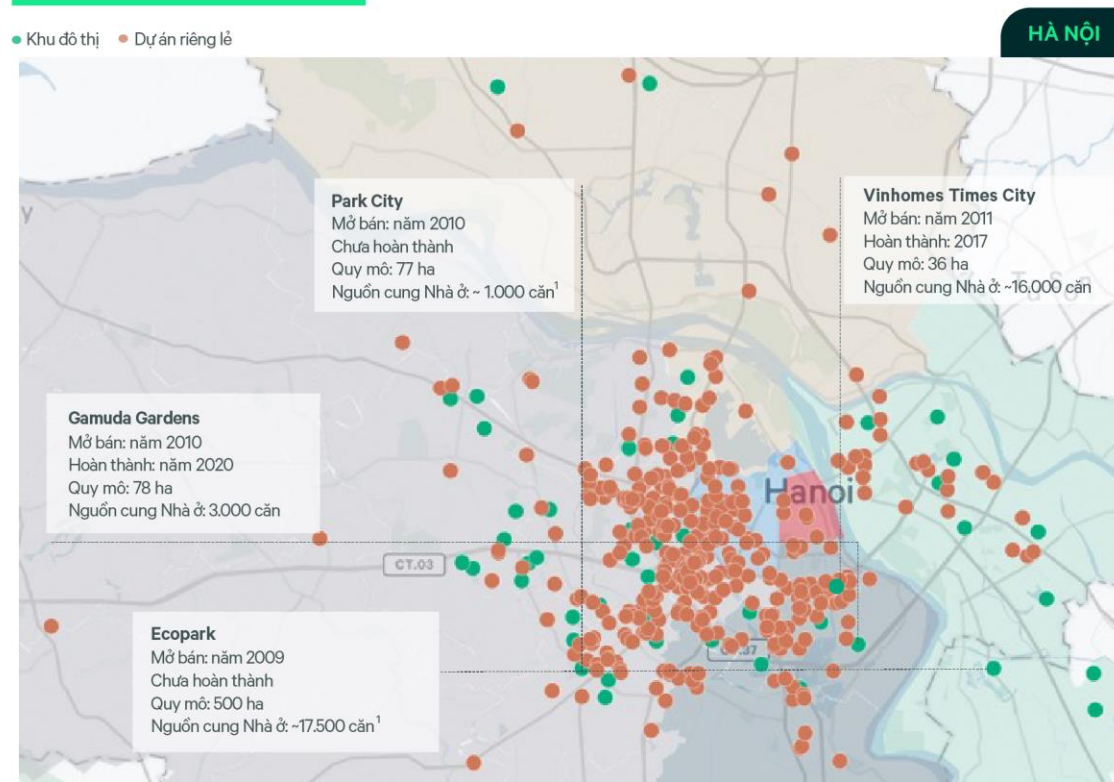 Khu đô thị
Dự án riêng lẻ
HÀ NỘI
Park City
Mở bán: năm 2010
Chưa hoàn thành
Quy mô: 77 ha
Nguồn cung Nhà ở: ~ 1.000 căn¹
Vinhomes Times City
Mở bán: năm 2011
Hoàn thành: 2017
Quy mô: 36 ha
Nguồn cung Nhà ở: ~16.000 căn
Gamuda Gardens
Mở bán: năm 2010
Hoàn thành: năm 2020
Quy mô: 78 ha
Nguồn cung Nhà ở: 3.000 căn
Hanoi
CT.03
Ecopark
Mở bán: năm 2009
Chưa hoàn thành
Quy mô: 500 ha
Nguồn cung Nhà ở: ~17.500 căn¹